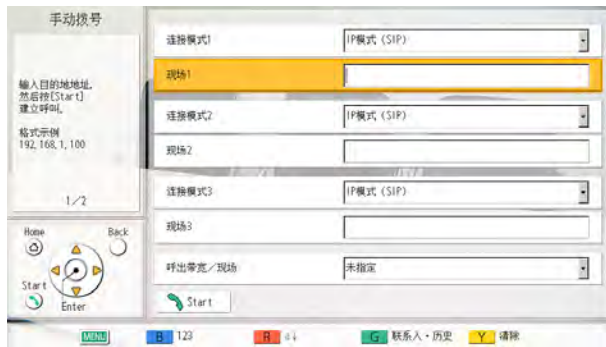 手动拨号
输入目的地地址,
然后按[Start]
建立呼叫。
格式示例
192.168.1.100
1/2
Home
Back
Start
Enter
连接模式1
IP模式 (SIP)
现场1
连接模式2
IP模式 (SIP)
现场2
连接模式3
IP模式 (SIP)
现场3
呼出带宽/现场
未指定
Start
MENU
B 123
R
G 联系人・历史
Y 清除